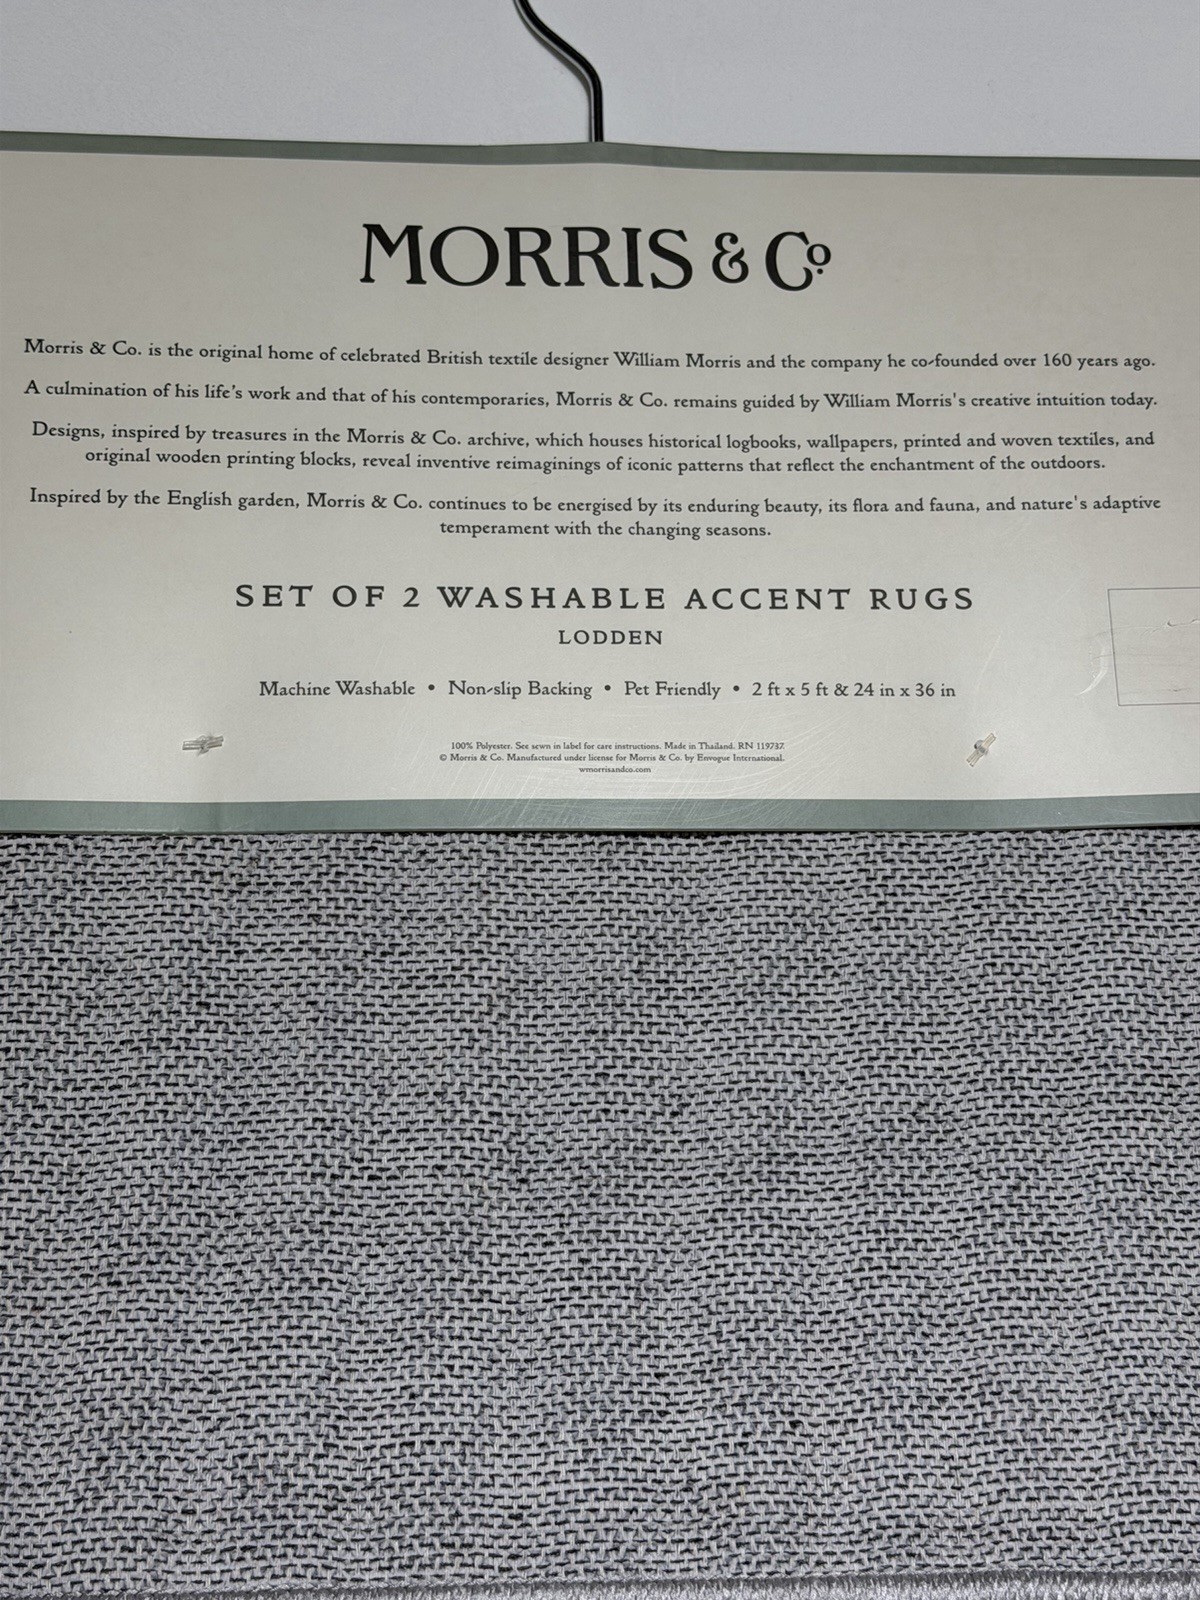 MORRIS & Co.
Morris & Co. is the original home of celebrated British textile designer William Morris and the company he co-founded over 160 years ago.
A culmination of his life's work and that of his contemporaries, Morris & Co. remains guided by William Morris's creative intuition today.
Designs, inspired by treasures in the Morris & Co. archive, which houses historical logbooks, wallpapers, printed and woven textiles, and
original wooden printing blocks, reveal inventive reimaginings of iconic patterns that reflect the enchantment of the outdoors.
Inspired by the English garden, Morris & Co. continues to be energised by its enduring beauty, its flora and fauna, and nature's adaptive
temperament with the changing seasons.
SET OF 2 WASHABLE ACCENT RUGS
LODDEN
Machine Washable • Non-slip Backing • Pet Friendly • 2 ft x 5 ft & 24 in x 36 in
100% Polyester. See sewn in label for care instructions. Made in Thailand. RN 119737.
© Morris & Co. Manufactured under license for Morris & Co. by Envogue International.
wmorrisandco.com